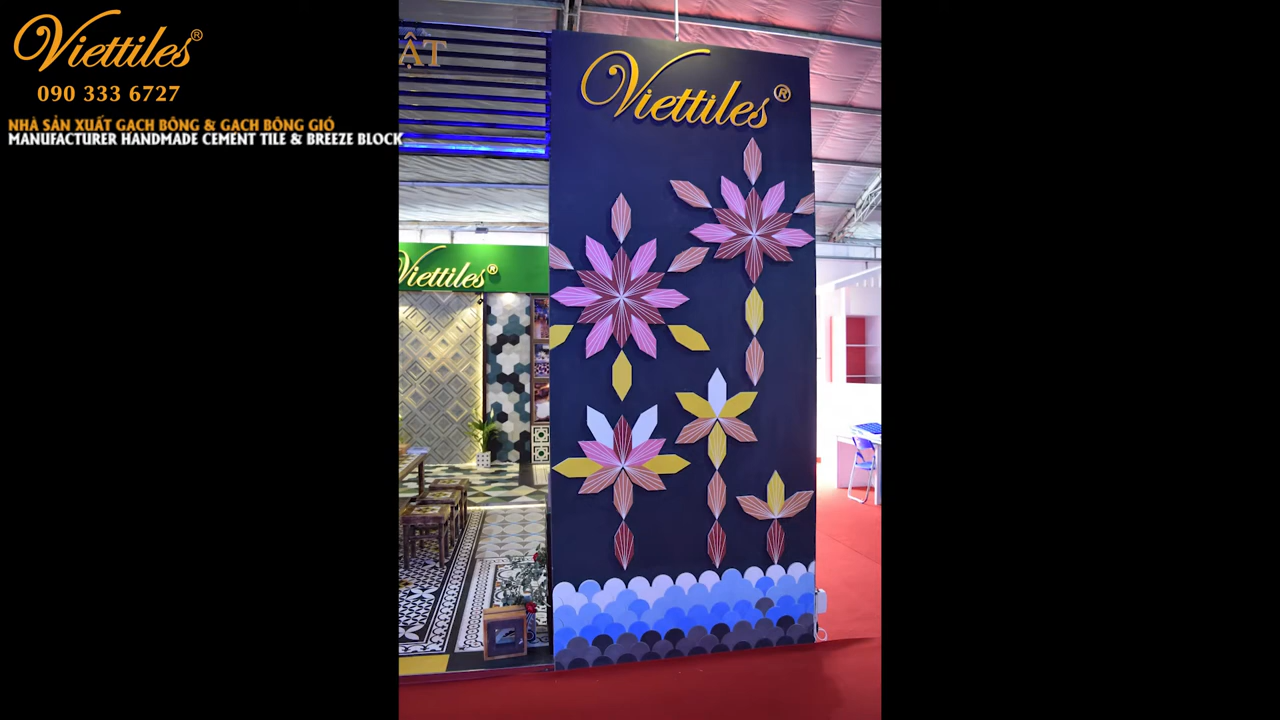 Viettiles®
090 333 6727
NHÀ SẢN XUẤT GẠCH BÔNG & GẠCH BÔNG GIÓ
MANUFACTURER HANDMADE CEMENT TILE & BREEZE BLOCK
ẬT
Viettiles®
Viettiles®